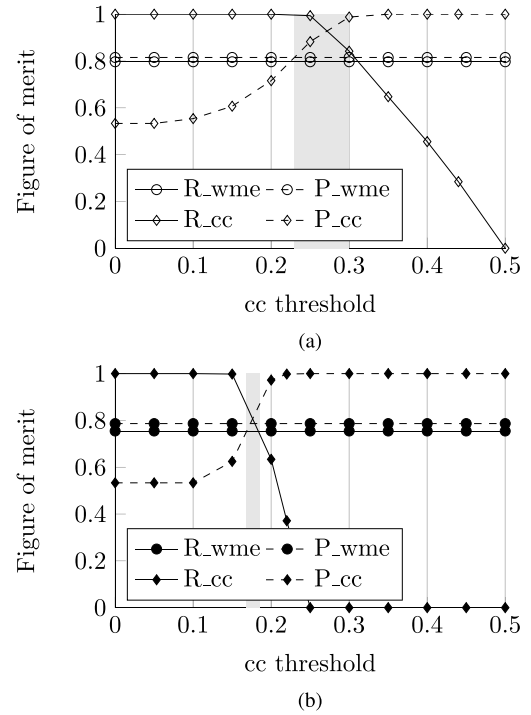 1
0.8
0.6
0.4
0.2
0
Figure of merit
R_wme P_wme
R_cc P_cc
0 0.1 0.2 0.3 0.4 0.5
cc threshold
(a)
1
0.8
0.6
0.4
0.2
0
Figure of merit
R_wme P_wme
R_cc P_cc
0 0.1 0.2 0.3 0.4 0.5
cc threshold
(b)